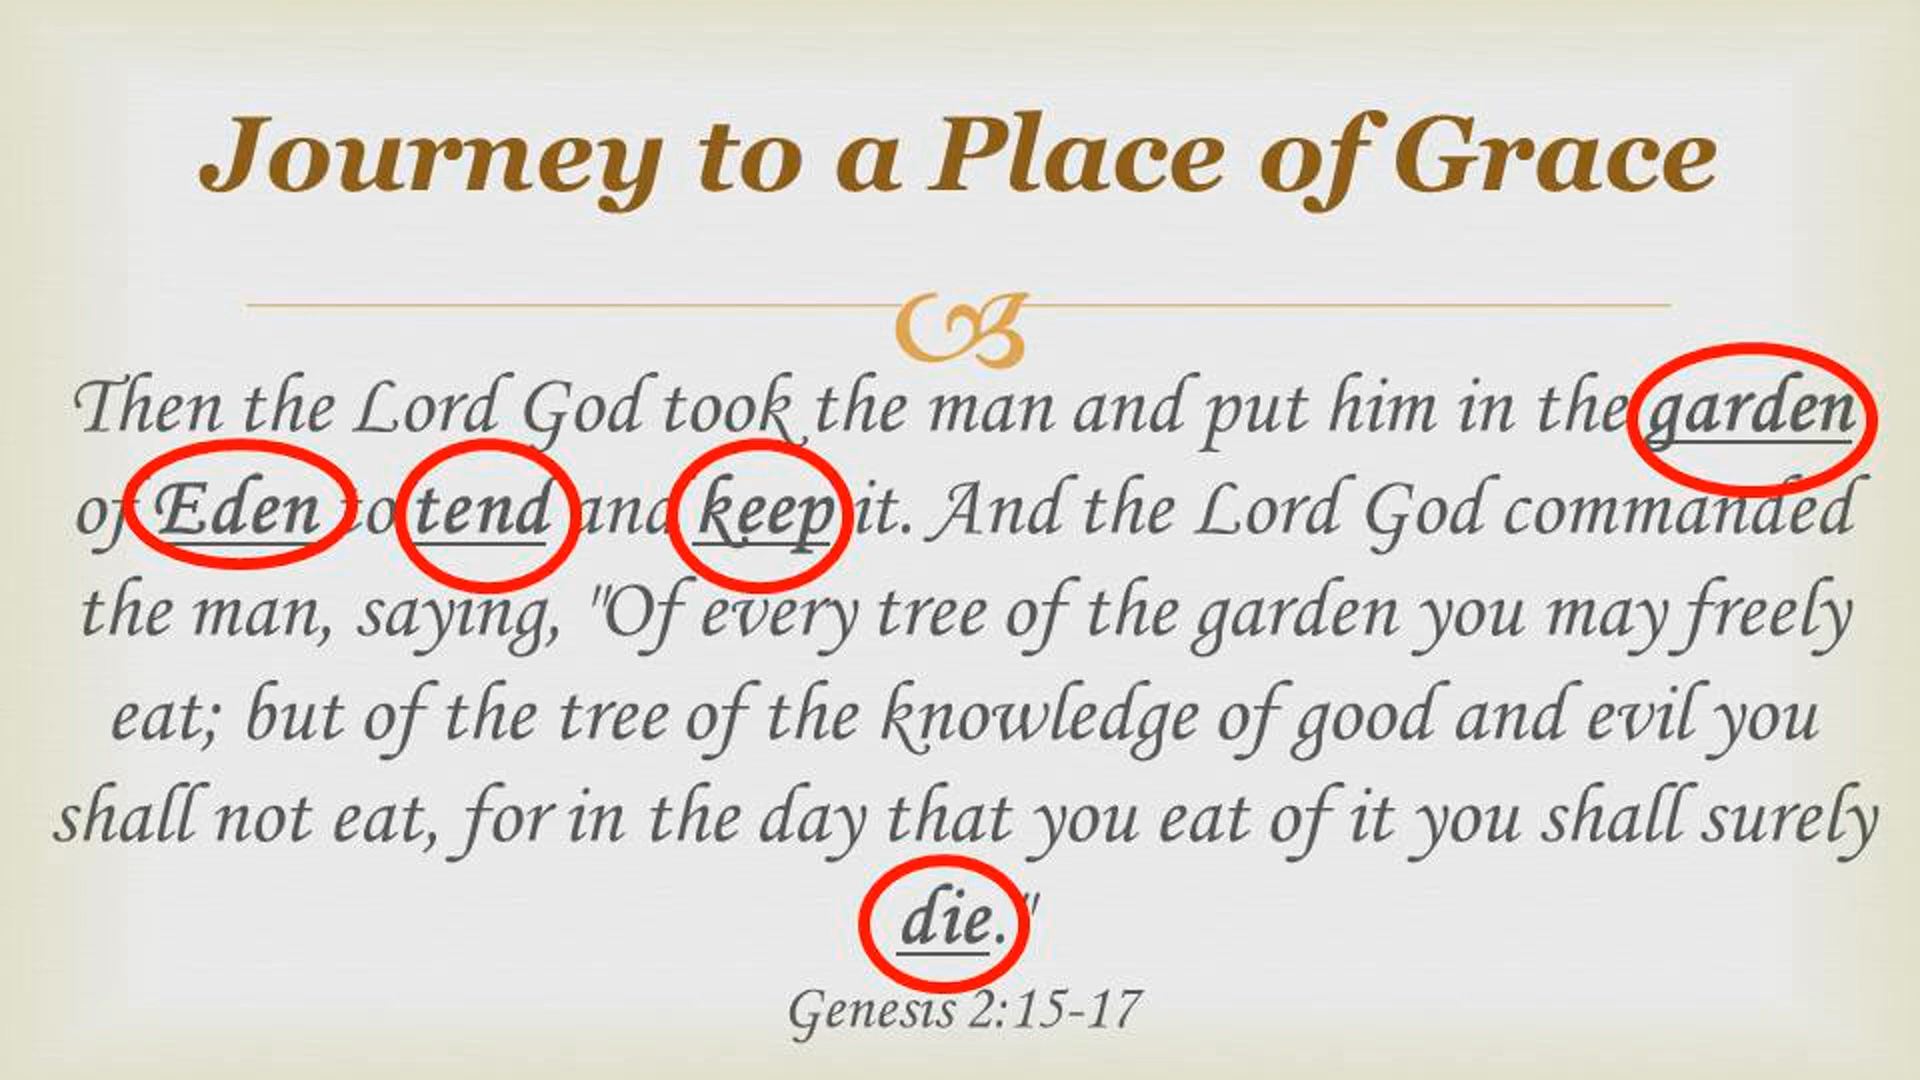 Journey to a Place of Grace
Then the Lord God took the man and put him in the garden
of Eden to tend and keep it. And the Lord God commanded
the man, saying, "Of every tree of the garden you may freely
eat; but of the tree of the knowledge of good and evil you
shall not eat, for in the day that you eat of it you shall surely
die."
Genesis 2:15-17